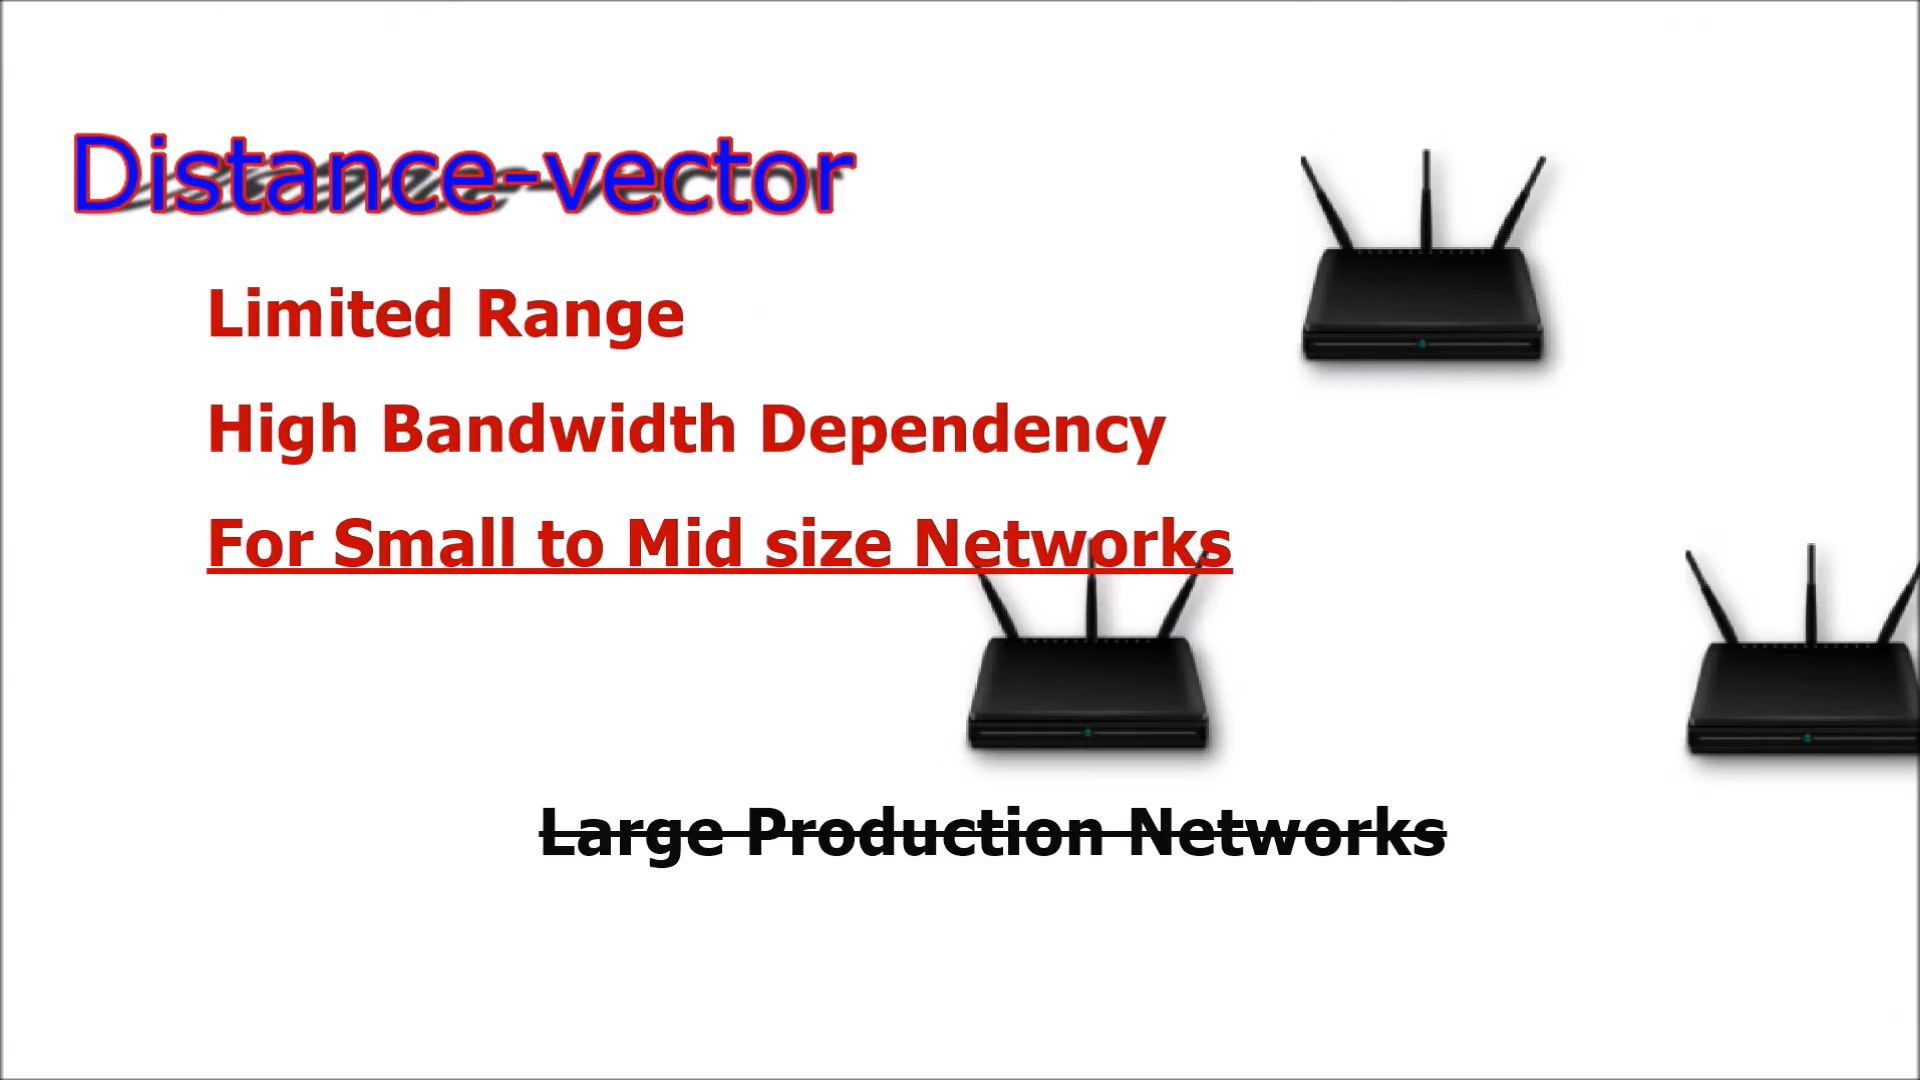 Distance-vector
Limited Range
High Bandwidth Dependency
For Small to Mid size Networks
Large Production Networks